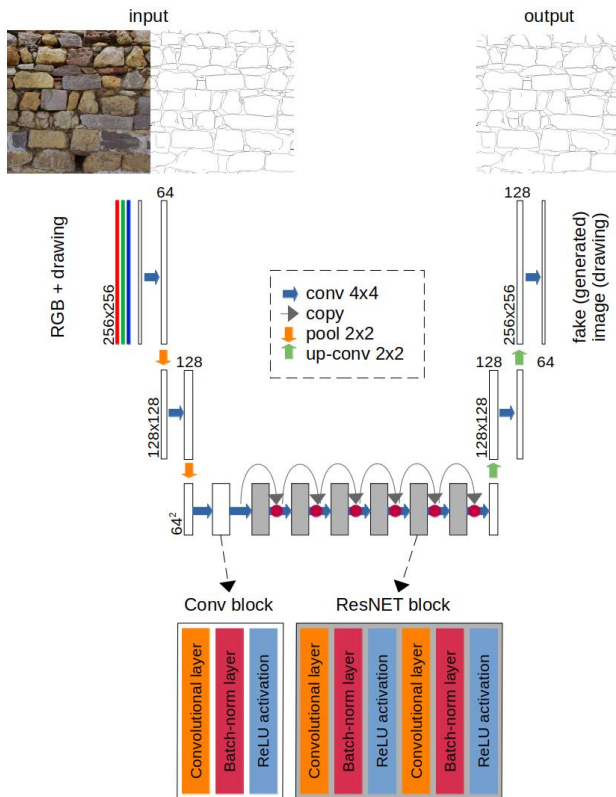 input
output
64
128
RGB + drawing
256x256
256x256
fake (generated)
image (drawing)
conv 4x4
copy
pool 2x2
up-conv 2x2
128
128
64
128x128
128x128
64²
Conv block
ResNET block
Convolutional layer
Batch-norm layer
ReLU activation
Convolutional layer
Batch-norm layer
ReLU activation
Convolutional layer
Batch-norm layer
ReLU activation